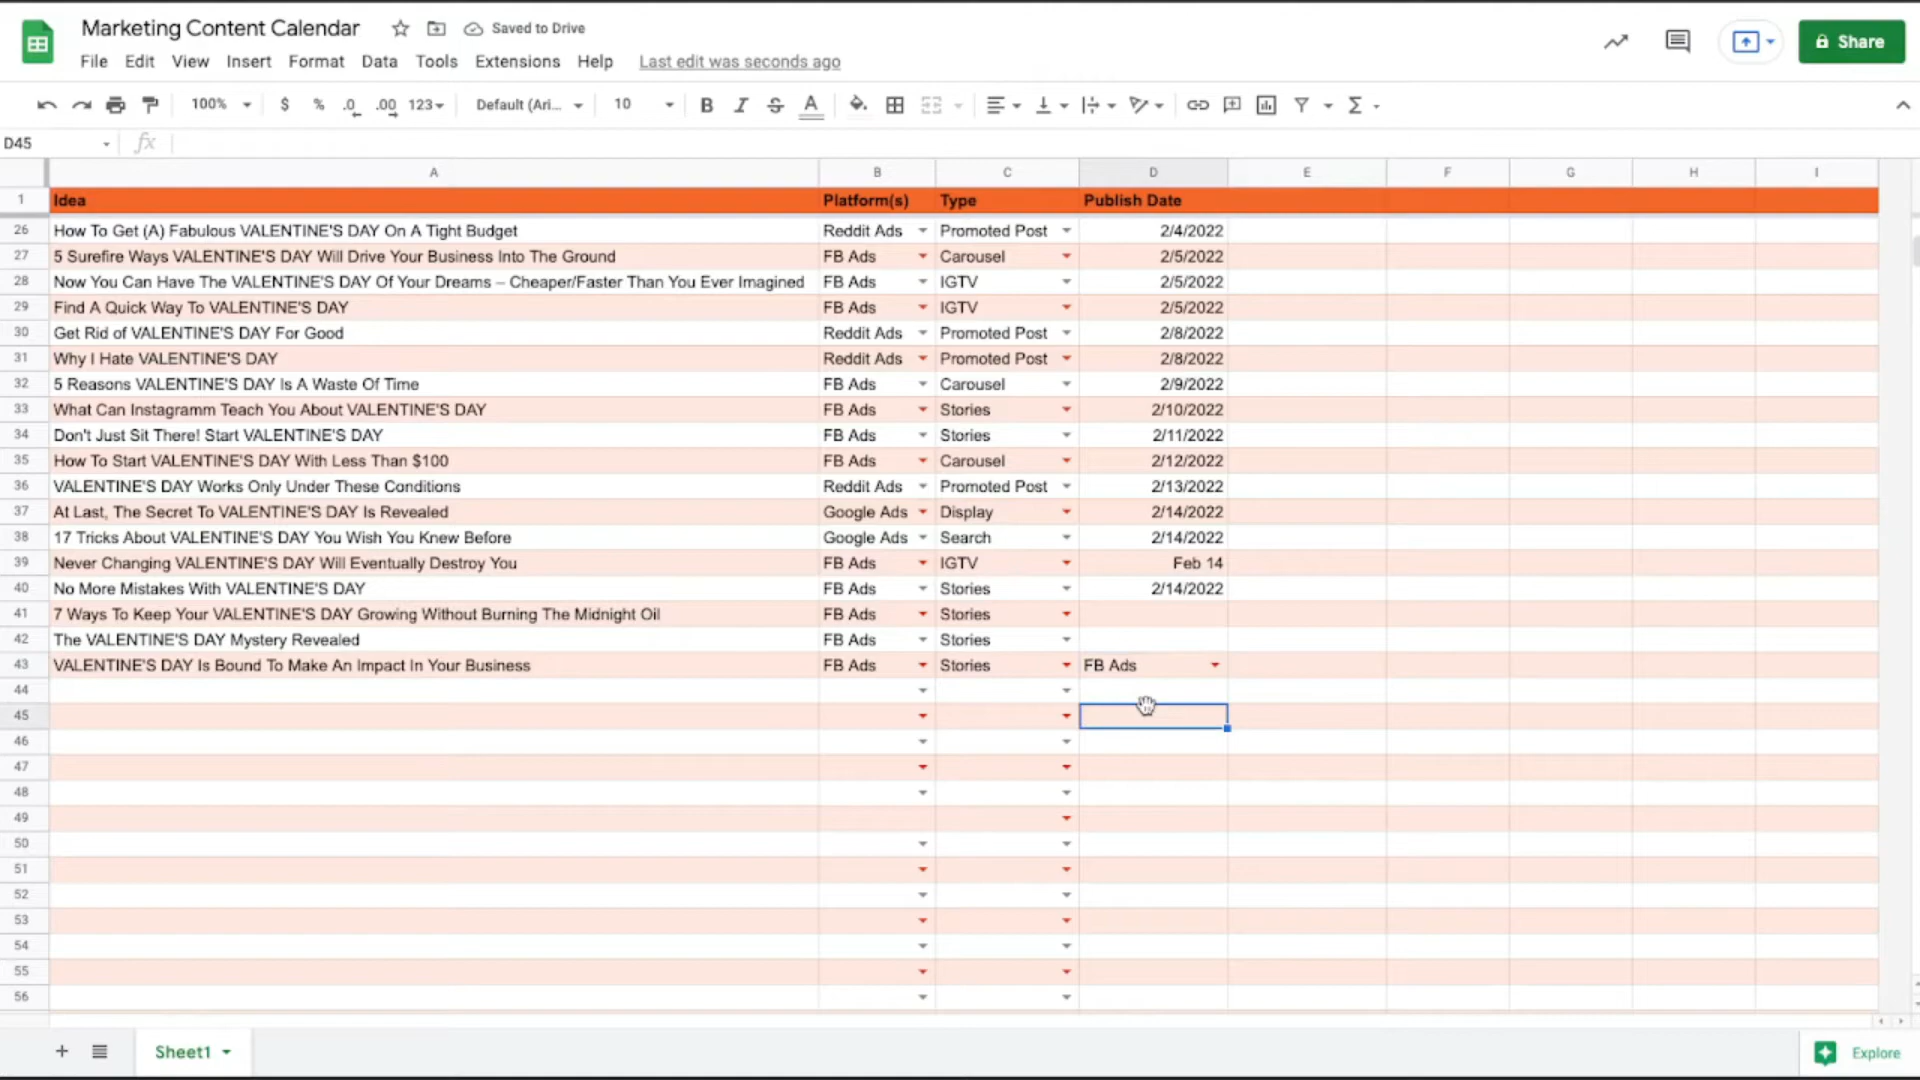 Marketing Content Calendar Saved to Drive
Share
File Edit View Insert Format Data Tools Extensions Help Last edit was seconds ago
100% $ % .0 .00 123 Default (Ari... 10 B I S A Σ
D45 fx
A B C D E F G H I
1 Idea Platform(s) Type Publish Date
26 How To Get (A) Fabulous VALENTINE'S DAY On A Tight Budget Reddit Ads Promoted Post 2/4/2022
27 5 Surefire Ways VALENTINE'S DAY Will Drive Your Business Into The Ground FB Ads Carousel 2/5/2022
28 Now You Can Have The VALENTINE'S DAY Of Your Dreams – Cheaper/Faster Than You Ever Imagined FB Ads IGTV 2/5/2022
29 Find A Quick Way To VALENTINE'S DAY FB Ads IGTV 2/5/2022
30 Get Rid of VALENTINE'S DAY For Good Reddit Ads Promoted Post 2/8/2022
31 Why I Hate VALENTINE'S DAY Reddit Ads Promoted Post 2/8/2022
32 5 Reasons VALENTINE'S DAY Is A Waste Of Time FB Ads Carousel 2/9/2022
33 What Can Instagramm Teach You About VALENTINE'S DAY FB Ads Stories 2/10/2022
34 Don't Just Sit There! Start VALENTINE'S DAY FB Ads Stories 2/11/2022
35 How To Start VALENTINE'S DAY With Less Than $100 FB Ads Carousel 2/12/2022
36 VALENTINE'S DAY Works Only Under These Conditions Reddit Ads Promoted Post 2/13/2022
37 At Last, The Secret To VALENTINE'S DAY Is Revealed Google Ads Display 2/14/2022
38 17 Tricks About VALENTINE'S DAY You Wish You Knew Before Google Ads Search 2/14/2022
39 Never Changing VALENTINE'S DAY Will Eventually Destroy You FB Ads IGTV Feb 14
40 No More Mistakes With VALENTINE'S DAY FB Ads Stories 2/14/2022
41 7 Ways To Keep Your VALENTINE'S DAY Growing Without Burning The Midnight Oil FB Ads Stories
42 The VALENTINE'S DAY Mystery Revealed FB Ads Stories
43 VALENTINE'S DAY Is Bound To Make An Impact In Your Business FB Ads Stories FB Ads
44
45
46
47
48
49
50
51
52
53
54
55
56
Sheet1
Explore